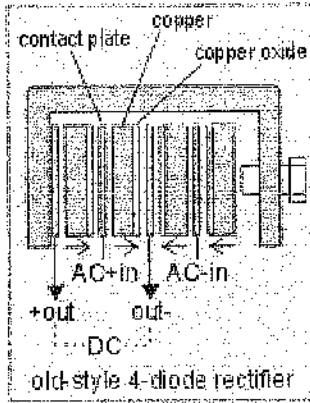 copper
contact plate
copper oxide
AC+in AC-in
+out out-
DC
old-style 4-diode rectifier